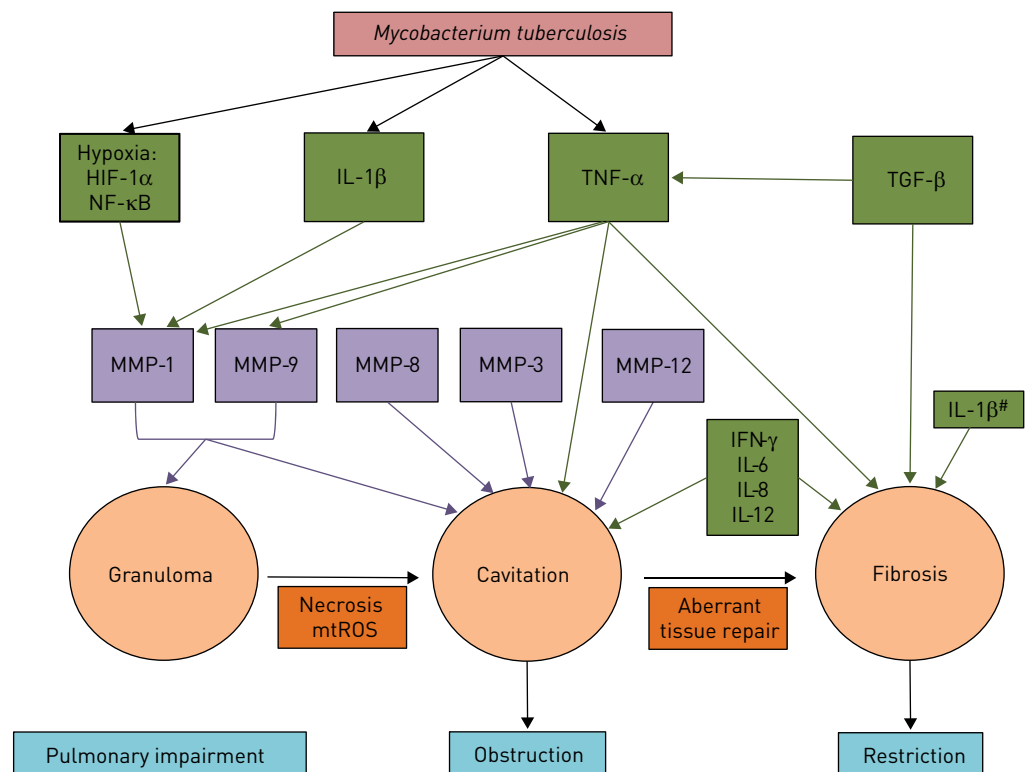 Mycobacterium tuberculosis
Hypoxia:
HIF-1α
NF-κB
IL-1β
TNF-α
TGF-β
MMP-1
MMP-9
MMP-8
MMP-3
MMP-12
IL-1β#
IFN-γ
IL-6
IL-8
IL-12
Granuloma
Cavitation
Fibrosis
Necrosis
mtROS
Aberrant
tissue repair
Pulmonary impairment
Obstruction
Restriction